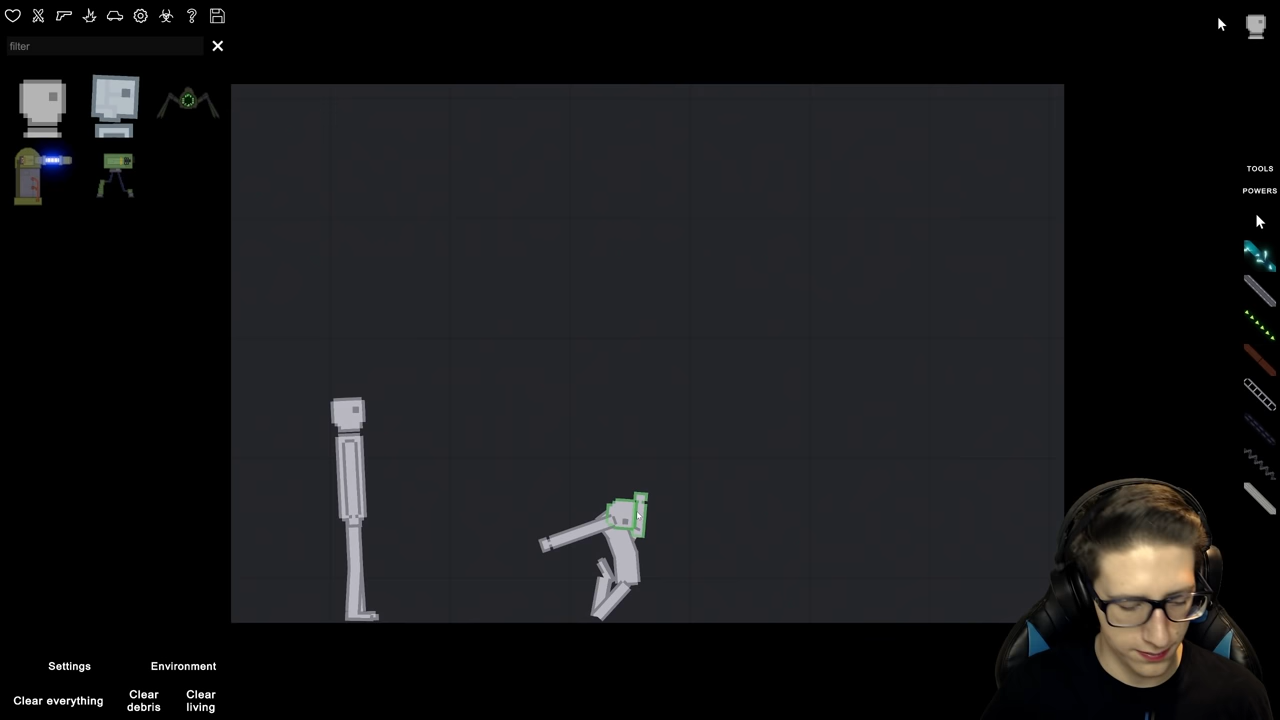 filter
TOOLS
POWERS
Settings
Environment
Clear everything
Clear
debris
Clear
living